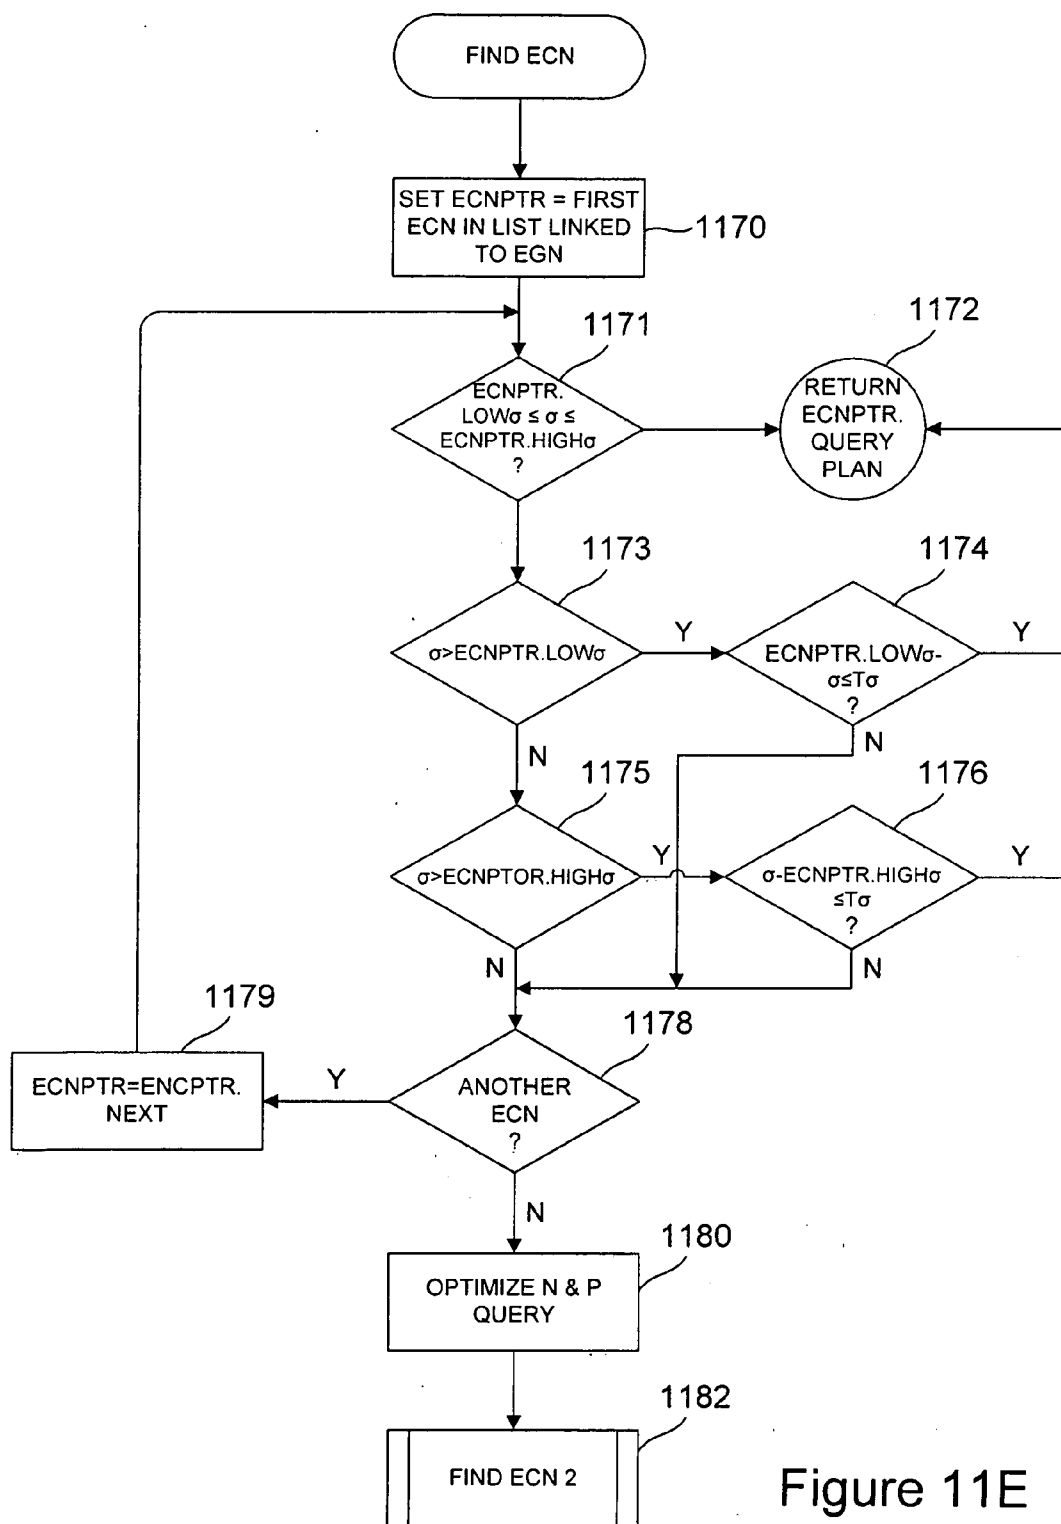 FIND ECN
SET ECNPTR = FIRST
ECN IN LIST LINKED
TO EGN
1170
1171
ECNPTR.
LOWσ ≤ σ ≤
ECNPTR.HIGHσ
?
1172
RETURN
ECNPTR.
QUERY
PLAN
1173
σ>ECNPTR.LOWσ
Y
N
1174
ECNPTR.LOWσ-
σ≤Tσ
?
Y
N
1175
σ>ECNPTOR.HIGHσ
Y
N
1176
σ-ECNPTR.HIGHσ
≤Tσ
?
Y
N
1178
ANOTHER
ECN
?
Y
N
1179
ECNPTR=ENCPTR.
NEXT
1180
OPTIMIZE N & P
QUERY
1182
FIND ECN 2
Figure 11E